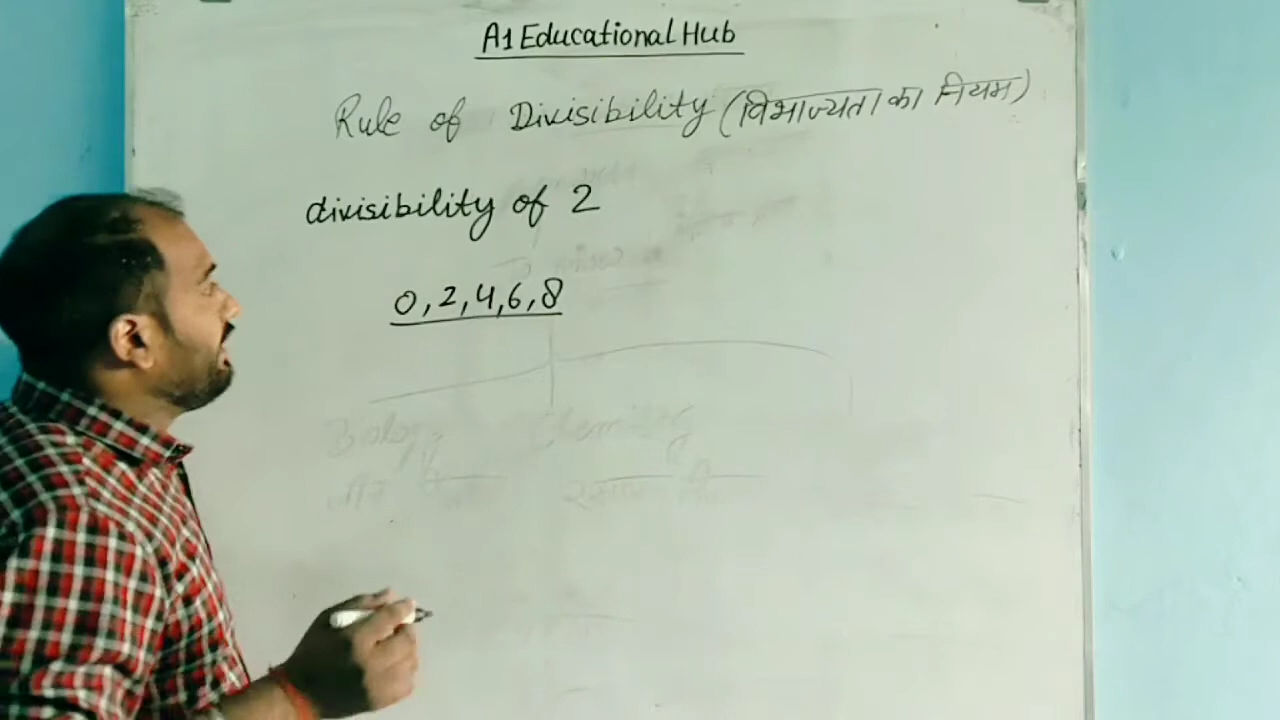 A1 Educational Hub
Rule of Divisibility (विभाज्यता का नियम)
divisibility of 2
0, 2, 4, 6, 8